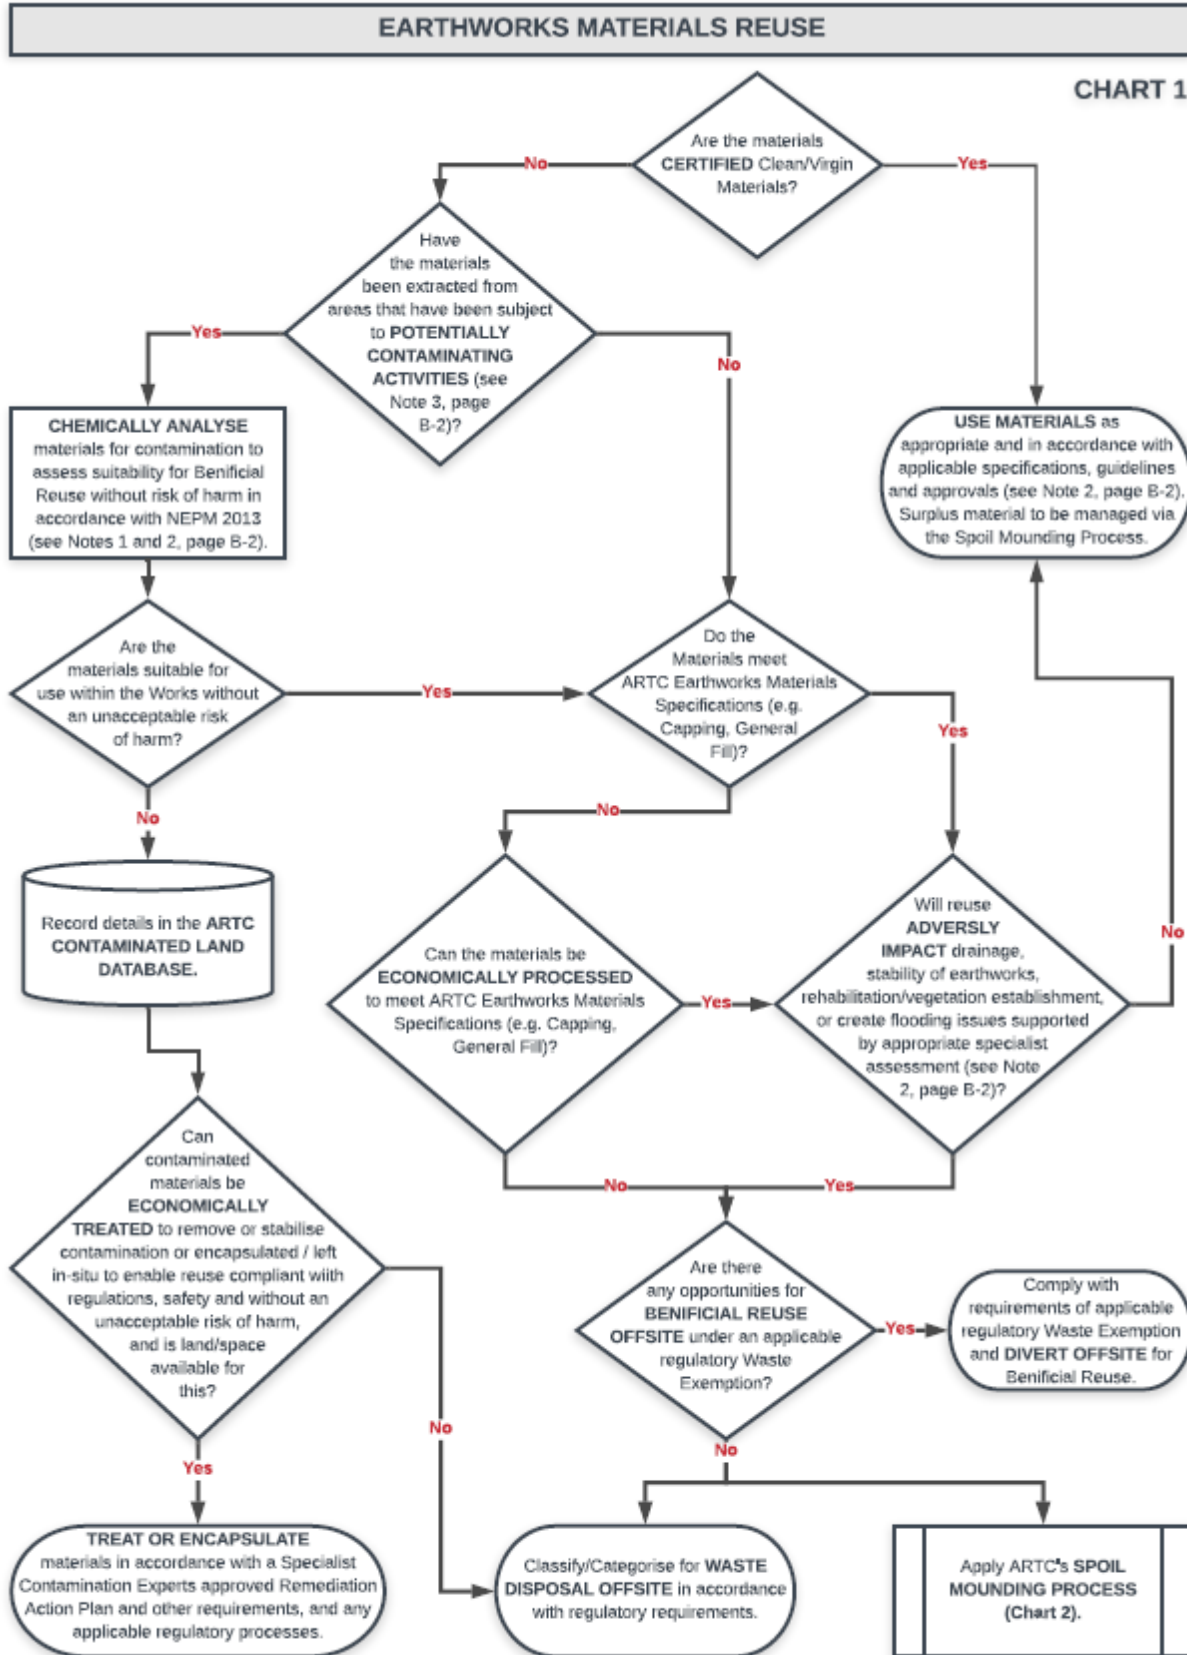 EARTHWORKS MATERIALS REUSE
CHART 1
Are the materials
CERTIFIED Clean/Virgin
Materials?
No
Yes
Have
the materials
been extracted from
areas that have been subject
to POTENTIALLY
CONTAMINATING
ACTIVITIES (see
Note 3, page
B-2)?
Yes
No
CHEMICALLY ANALYSE
materials for contamination to
assess suitability for Benificial
Reuse without risk of harm in
accordance with NEPM 2013
(see Notes 1 and 2, page B-2).
USE MATERIALS as
appropriate and in accordance with
applicable specifications, guidelines
and approvals (see Note 2, page B-2).
Surplus material to be managed via
the Spoil Mounding Process.
Are the
materials suitable for
use within the Works without
an unacceptable risk
of harm?
Yes
Do the
Materials meet
ARTC Earthworks Materials
Specifications (e.g.
Capping, General
Fill)?
Yes
No
No
Record details in the ARTC
CONTAMINATED LAND
DATABASE.
Can the materials be
ECONOMICALLY PROCESSED
to meet ARTC Earthworks Materials
Specifications (e.g. Capping,
General Fill)?
Yes
Will reuse
ADVERSLY
IMPACT drainage,
stability of earthworks,
rehabilitation/vegetation establishment,
or create flooding issues supported
by appropriate specialist
assessment (see Note
2, page B-2)?
No
No
Yes
Can
contaminated
materials be
ECONOMICALLY
TREATED to remove or stabilise
contamination or encapsulated / left
in-situ to enable reuse compliant wiith
regulations, safety and without an
unacceptable risk of harm,
and is land/space
available for
this?
Are there
any opportunities for
BENIFICIAL REUSE
OFFSITE under an applicable
regulatory Waste
Exemption?
Yes
Comply with
requirements of applicable
regulatory Waste Exemption
and DIVERT OFFSITE for
Benificial Reuse.
No
No
Yes
TREAT OR ENCAPSULATE
materials in accordance with a Specialist
Contamination Experts approved Remediation
Action Plan and other requirements, and any
applicable regulatory processes.
Classify/Categorise for WASTE
DISPOSAL OFFSITE in accordance
with regulatory requirements.
Apply ARTC's SPOIL
MOUNDING PROCESS
(Chart 2).